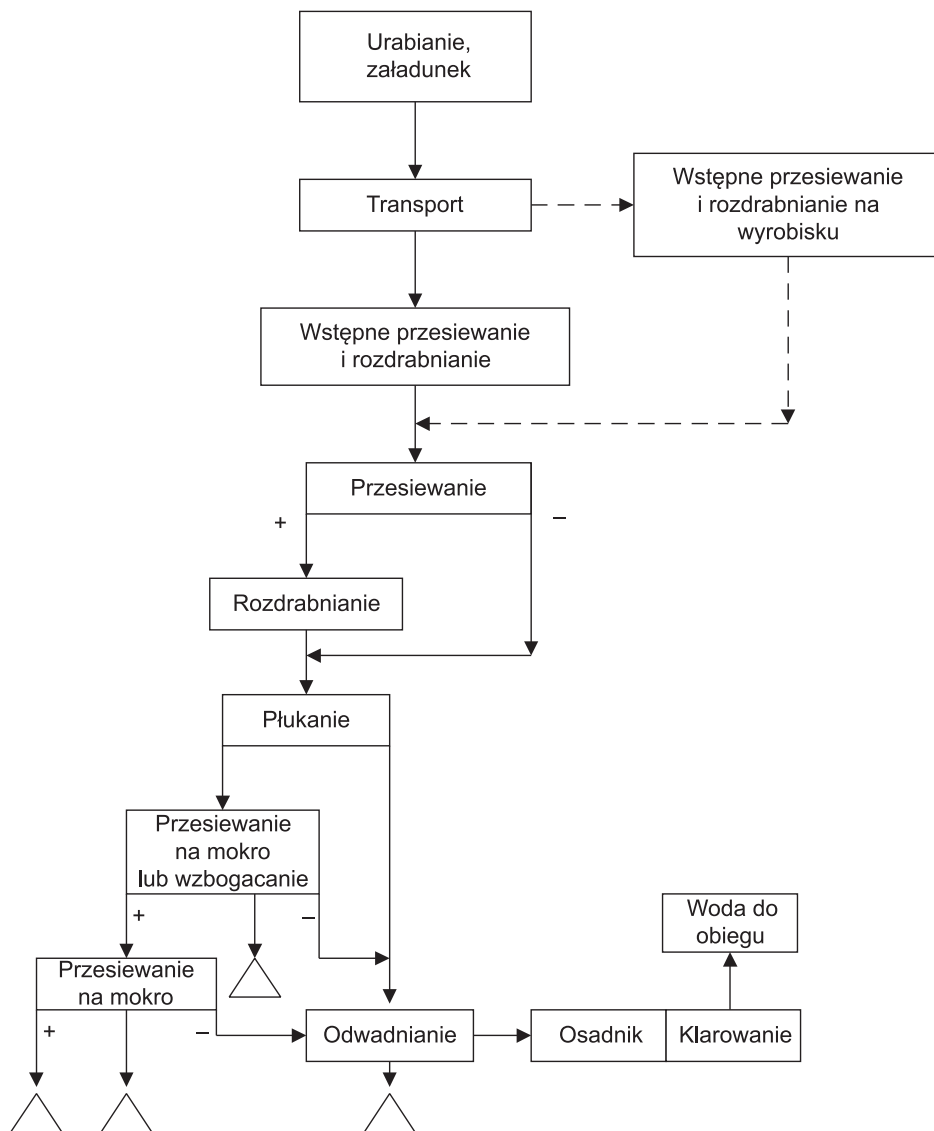 Urabianie,
załadunek
Transport
Wstępne przesiewanie
i rozdrabnianie na
wyrobisku
Wstępne przesiewanie
i rozdrabnianie
Przesiewanie
+
–
Rozdrabnianie
Płukanie
Przesiewanie
na mokro
lub wzbogacanie
+
–
Woda do
obiegu
Przesiewanie
na mokro
+
–
Odwadnianie
Osadnik
Klarowanie